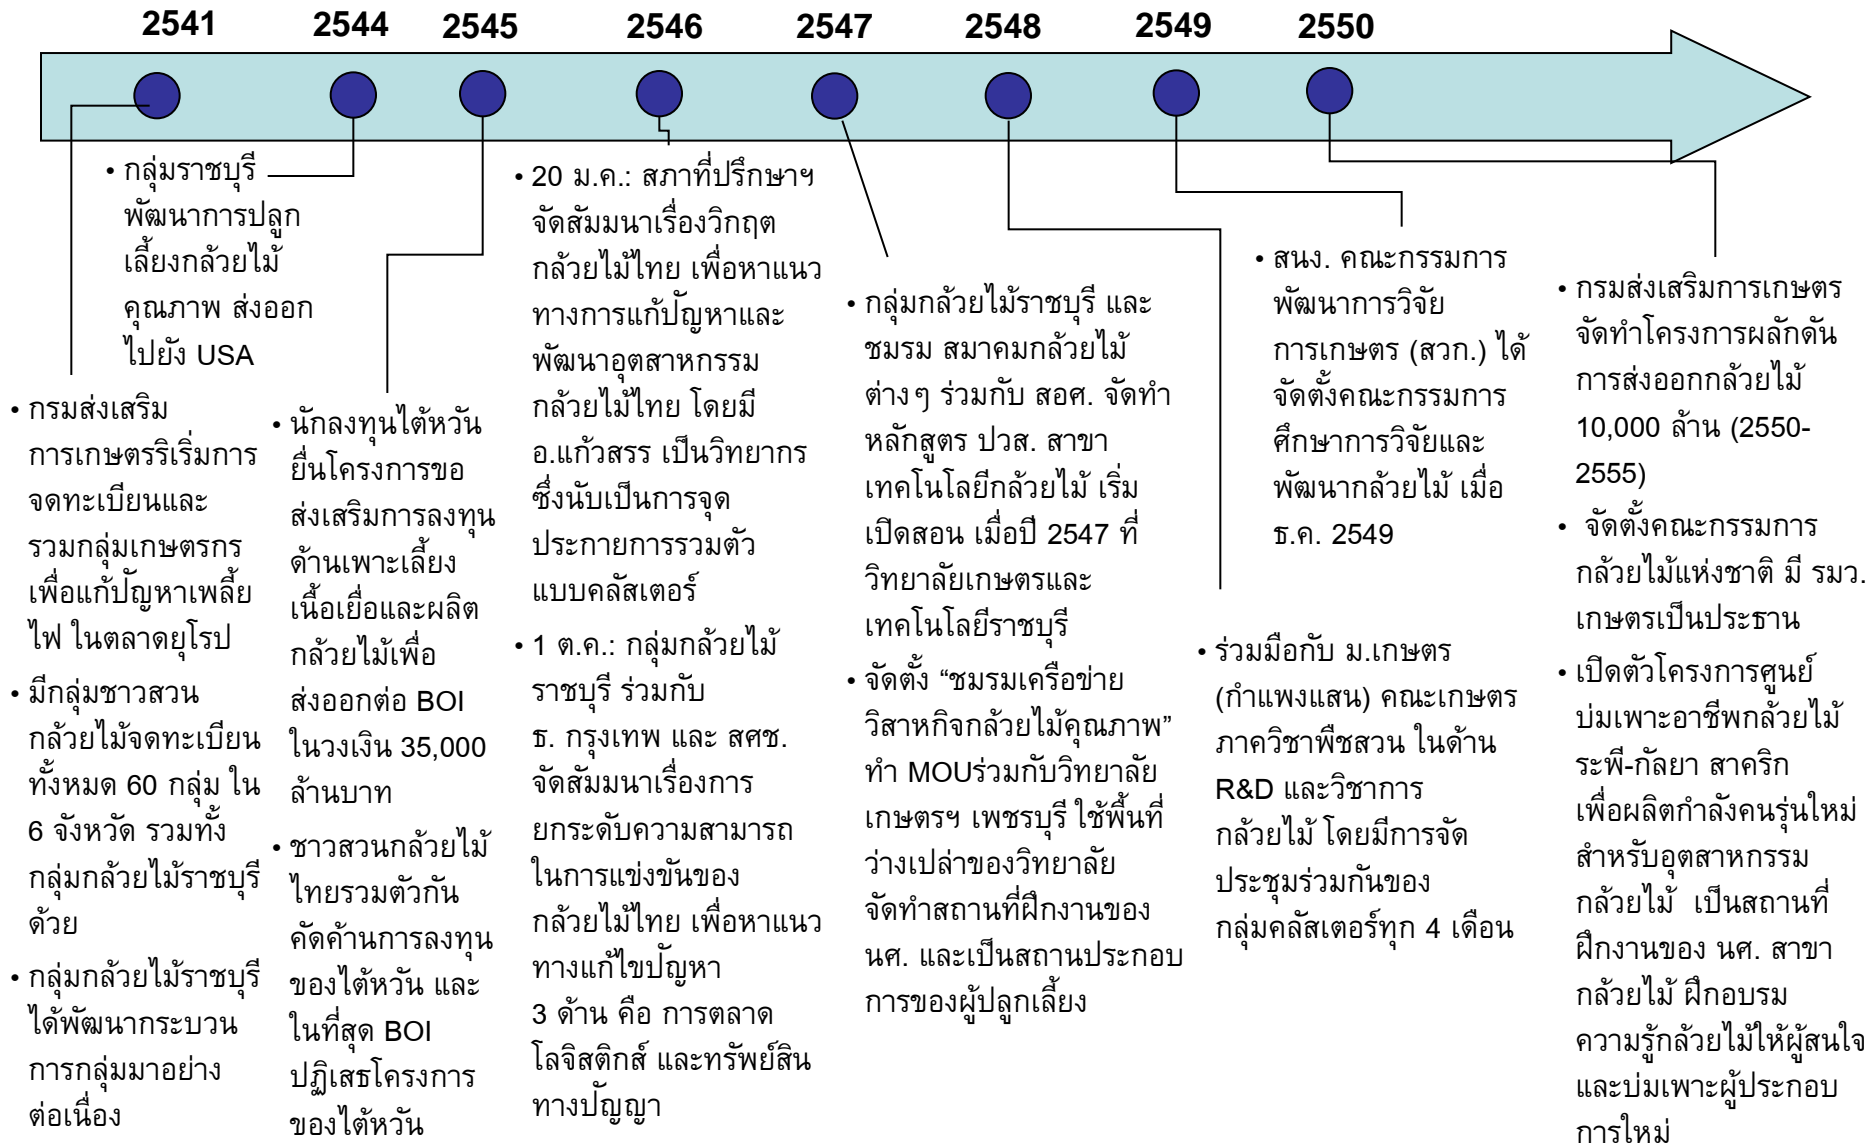 2541
2544
2545
2546
2547
2548
2549
2550
• กรมส่งเสริม
การเกษตรริเริ่มการ
จดทะเบียนและ
รวมกลุ่มเกษตรกร
เพื่อแก้ปัญหาเพลี้ย
ไฟ ในตลาดยุโรป
• มีกลุ่มชาวสวน
กล้วยไม้จดทะเบียน
ทั้งหมด 60 กลุ่ม ใน
6 จังหวัด รวมทั้ง
กลุ่มกล้วยไม้ราชบุรี
ด้วย
• กลุ่มกล้วยไม้ราชบุรี
ได้พัฒนากระบวน
การกลุ่มมาอย่าง
ต่อเนื่อง
• กลุ่มราชบุรี
พัฒนาการปลูก
เลี้ยงกล้วยไม้
คุณภาพ ส่งออก
ไปยัง USA
• นักลงทุนไต้หวัน
ยื่นโครงการขอ
ส่งเสริมการลงทุน
ด้านเพาะเลี้ยง
เนื้อเยื่อและผลิต
กล้วยไม้เพื่อ
ส่งออกต่อ BOI
ในวงเงิน 35,000
ล้านบาท
• ชาวสวนกล้วยไม้
ไทยรวมตัวกัน
คัดค้านการลงทุน
ของไต้หวัน และ
ในที่สุด BOI
ปฏิเสธโครงการ
ของไต้หวัน
• 20 ม.ค.: สภาที่ปรึกษาฯ
จัดสัมมนาเรื่องวิกฤต
กล้วยไม้ไทย เพื่อหาแนว
ทางการแก้ปัญหาและ
พัฒนาอุตสาหกรรม
กล้วยไม้ไทย โดยมี
อ.แก้วสรร เป็นวิทยากร
ซึ่งนับเป็นการจุด
ประกายการรวมตัว
แบบคลัสเตอร์
• 1 ต.ค.: กลุ่มกล้วยไม้
ราชบุรี ร่วมกับ
ธ. กรุงเทพ และ สศช.
จัดสัมมนาเรื่องการ
ยกระดับความสามารถ
ในการแข่งขันของ
กล้วยไม้ไทย เพื่อหาแนว
ทางแก้ไขปัญหา
3 ด้าน คือ การตลาด
โลจิสติกส์ และทรัพย์สิน
ทางปัญญา
• กลุ่มกล้วยไม้ราชบุรี และ
ชมรม สมาคมกล้วยไม้
ต่างๆ ร่วมกับ สอศ. จัดทำ
หลักสูตร ปวส. สาขา
เทคโนโลยีกล้วยไม้ เริ่ม
เปิดสอน เมื่อปี 2547 ที่
วิทยาลัยเกษตรและ
เทคโนโลยีราชบุรี
• จัดตั้ง “ชมรมเครือข่าย
วิสาหกิจกล้วยไม้คุณภาพ”
ทำ MOUร่วมกับวิทยาลัย
เกษตรฯ เพชรบุรี ใช้พื้นที่
ว่างเปล่าของวิทยาลัย
จัดทำสถานที่ฝึกงานของ
นศ. และเป็นสถานประกอบ
การของผู้ปลูกเลี้ยง
• ร่วมมือกับ ม.เกษตร
(กำแพงแสน) คณะเกษตร
ภาควิชาพืชสวน ในด้าน
R&D และวิชาการ
กล้วยไม้ โดยมีการจัด
ประชุมร่วมกันของ
กลุ่มคลัสเตอร์ทุก 4 เดือน
• สนง. คณะกรรมการ
พัฒนาการวิจัย
การเกษตร (สวก.) ได้
จัดตั้งคณะกรรมการ
ศึกษาการวิจัยและ
พัฒนากล้วยไม้ เมื่อ
ธ.ค. 2549
• กรมส่งเสริมการเกษตร
จัดทำโครงการผลักดัน
การส่งออกกล้วยไม้
10,000 ล้าน (2550-
2555)
• จัดตั้งคณะกรรมการ
กล้วยไม้แห่งชาติ มี รมว.
เกษตรเป็นประธาน
• เปิดตัวโครงการศูนย์
บ่มเพาะอาชีพกล้วยไม้
ระพี-กัลยา สาคริก
เพื่อผลิตกำลังคนรุ่นใหม่
สำหรับอุตสาหกรรม
กล้วยไม้ เป็นสถานที่
ฝึกงานของ นศ. สาขา
กล้วยไม้ ฝึกอบรม
ความรู้กล้วยไม้ให้ผู้สนใจ
และบ่มเพาะผู้ประกอบ
การใหม่